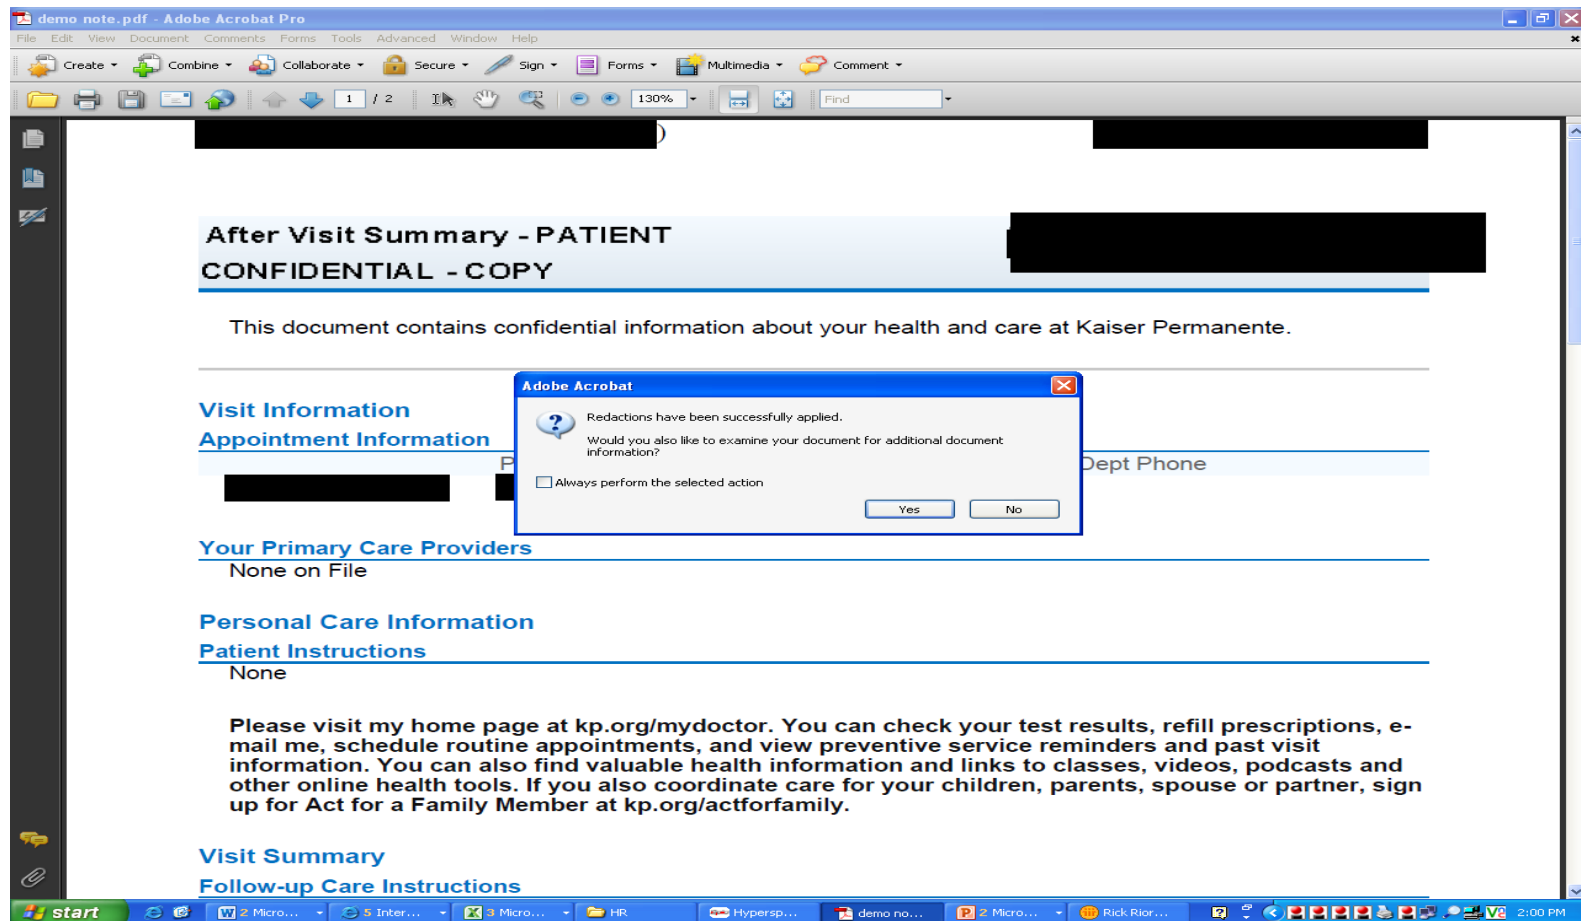 demo note.pdf - Adobe Acrobat Pro
File Edit View Document Comments Forms Tools Advanced Window Help
Create Combine Collaborate Secure Sign Forms Multimedia Comment
1 / 2 130% Find
)
After Visit Summary - PATIENT
CONFIDENTIAL - COPY
This document contains confidential information about your health and care at Kaiser Permanente.
Visit Information
Appointment Information
P Dept Phone
Adobe Acrobat
Redactions have been successfully applied.
Would you also like to examine your document for additional document
information?
Always perform the selected action
Yes No
Your Primary Care Providers
None on File
Personal Care Information
Patient Instructions
None
Please visit my home page at kp.org/mydoctor. You can check your test results, refill prescriptions, e-
mail me, schedule routine appointments, and view preventive service reminders and past visit
information. You can also find valuable health information and links to classes, videos, podcasts and
other online health tools. If you also coordinate care for your children, parents, spouse or partner, sign
up for Act for a Family Member at kp.org/actforfamily.
Visit Summary
Follow-up Care Instructions
start 2 Micro... 5 Inter... 3 Micro... HR Hypersp... demo no... 2 Micro... Rick Rior... 2:00 PM